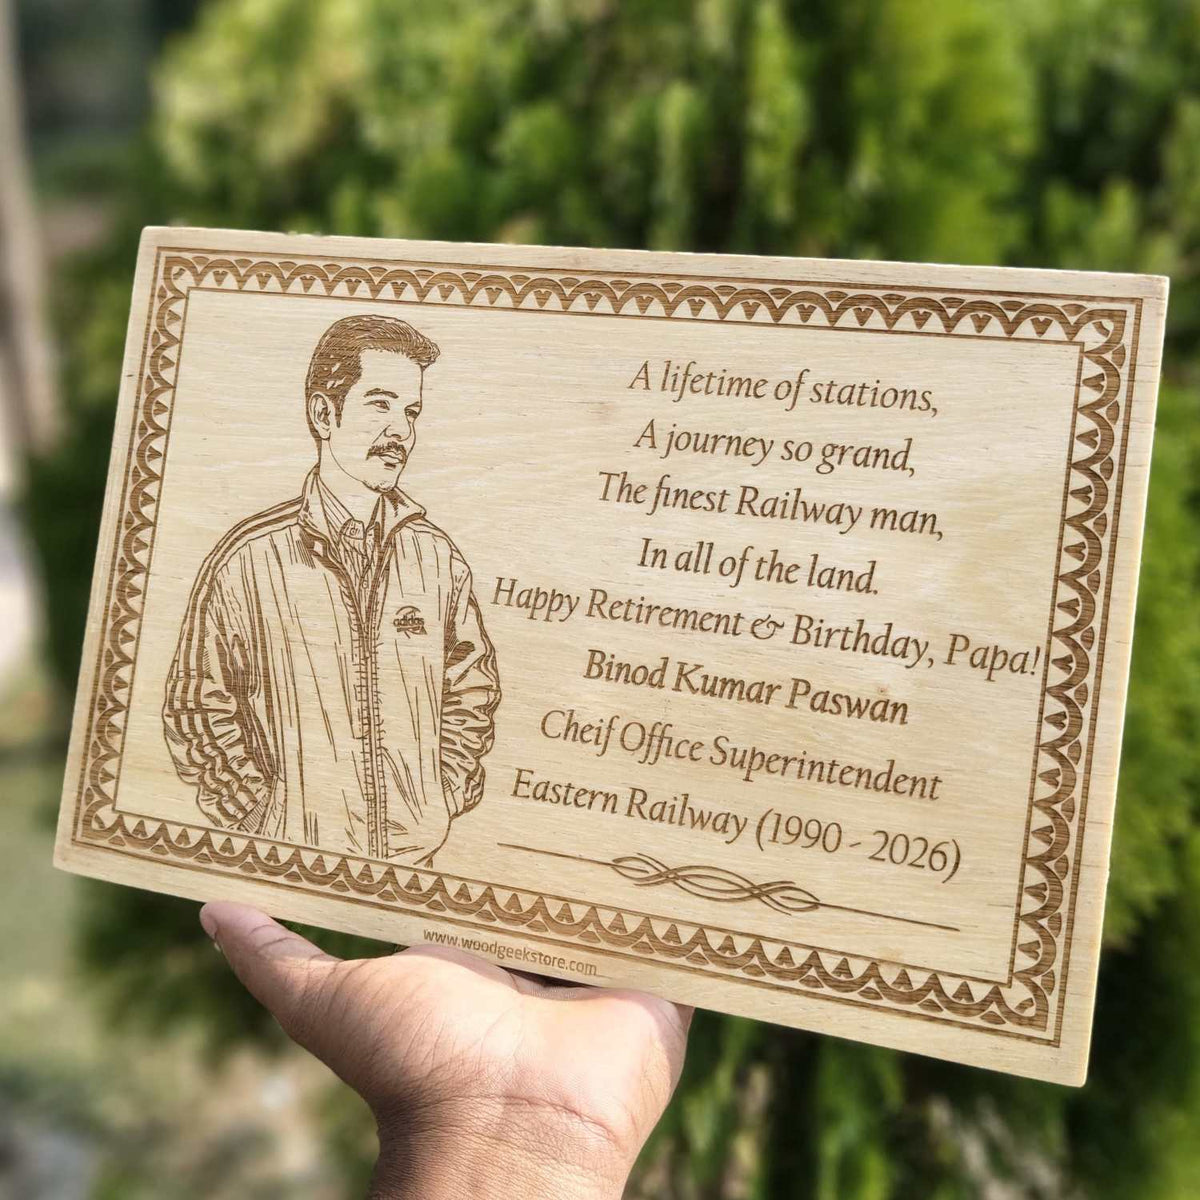 A lifetime of stations,
A journey so grand,
The finest Railway man,
In all of the land.
Happy Retirement & Birthday, Papa!
Binod Kumar Paswan
Cheif Office Superintendent
Eastern Railway (1990 - 2026)
adidas
www.woodgeekstore.com